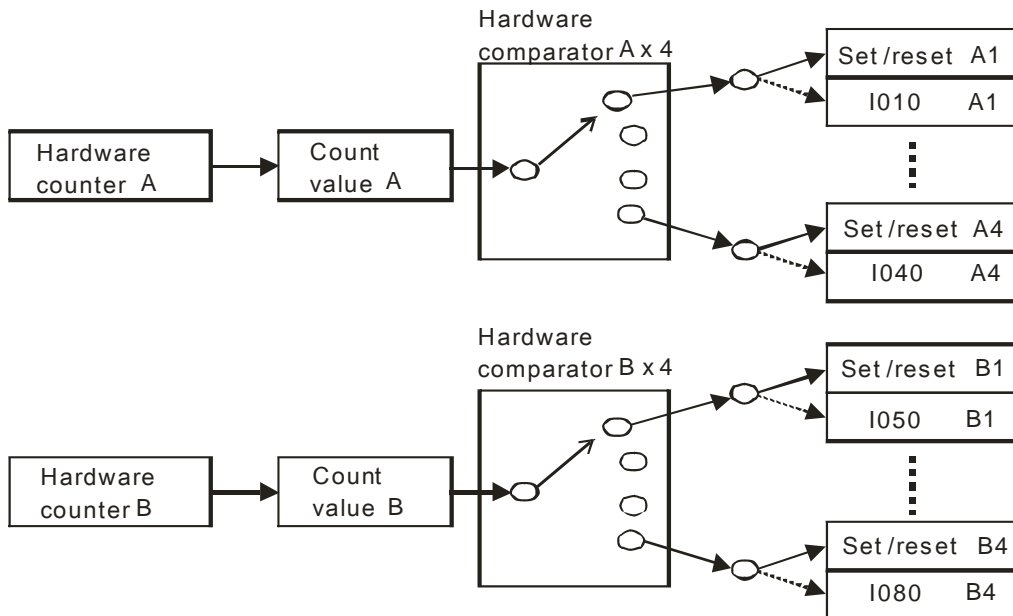 Hardware
comparator A x 4
Set/reset A1
I010 A1
Hardware
counter A
Count
value A
Set/reset A4
I040 A4
Hardware
comparator B x 4
Set/reset B1
I050 B1
Hardware
counter B
Count
value B
Set/reset B4
I080 B4